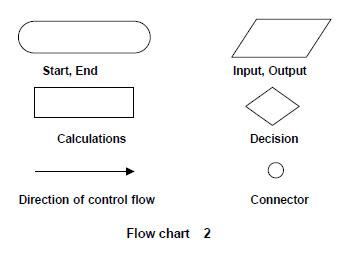 Start, End
Input, Output
Calculations
Decision
Direction of control flow
Connector
Flow chart 2